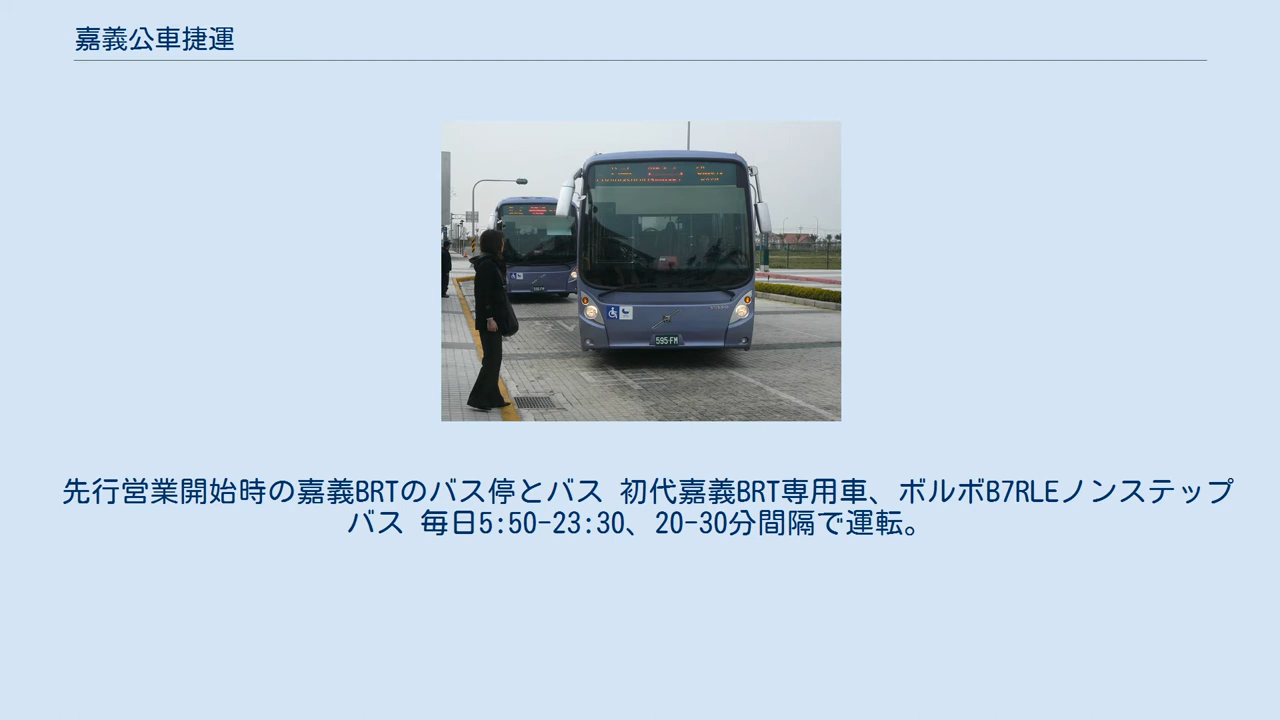 嘉義公車捷運
595-FM
先行営業開始時の嘉義BRTのバス停とバス 初代嘉義BRT専用車、ボルボB7RLEノンステップ
バス 毎日5:50-23:30、20-30分間隔で運転。